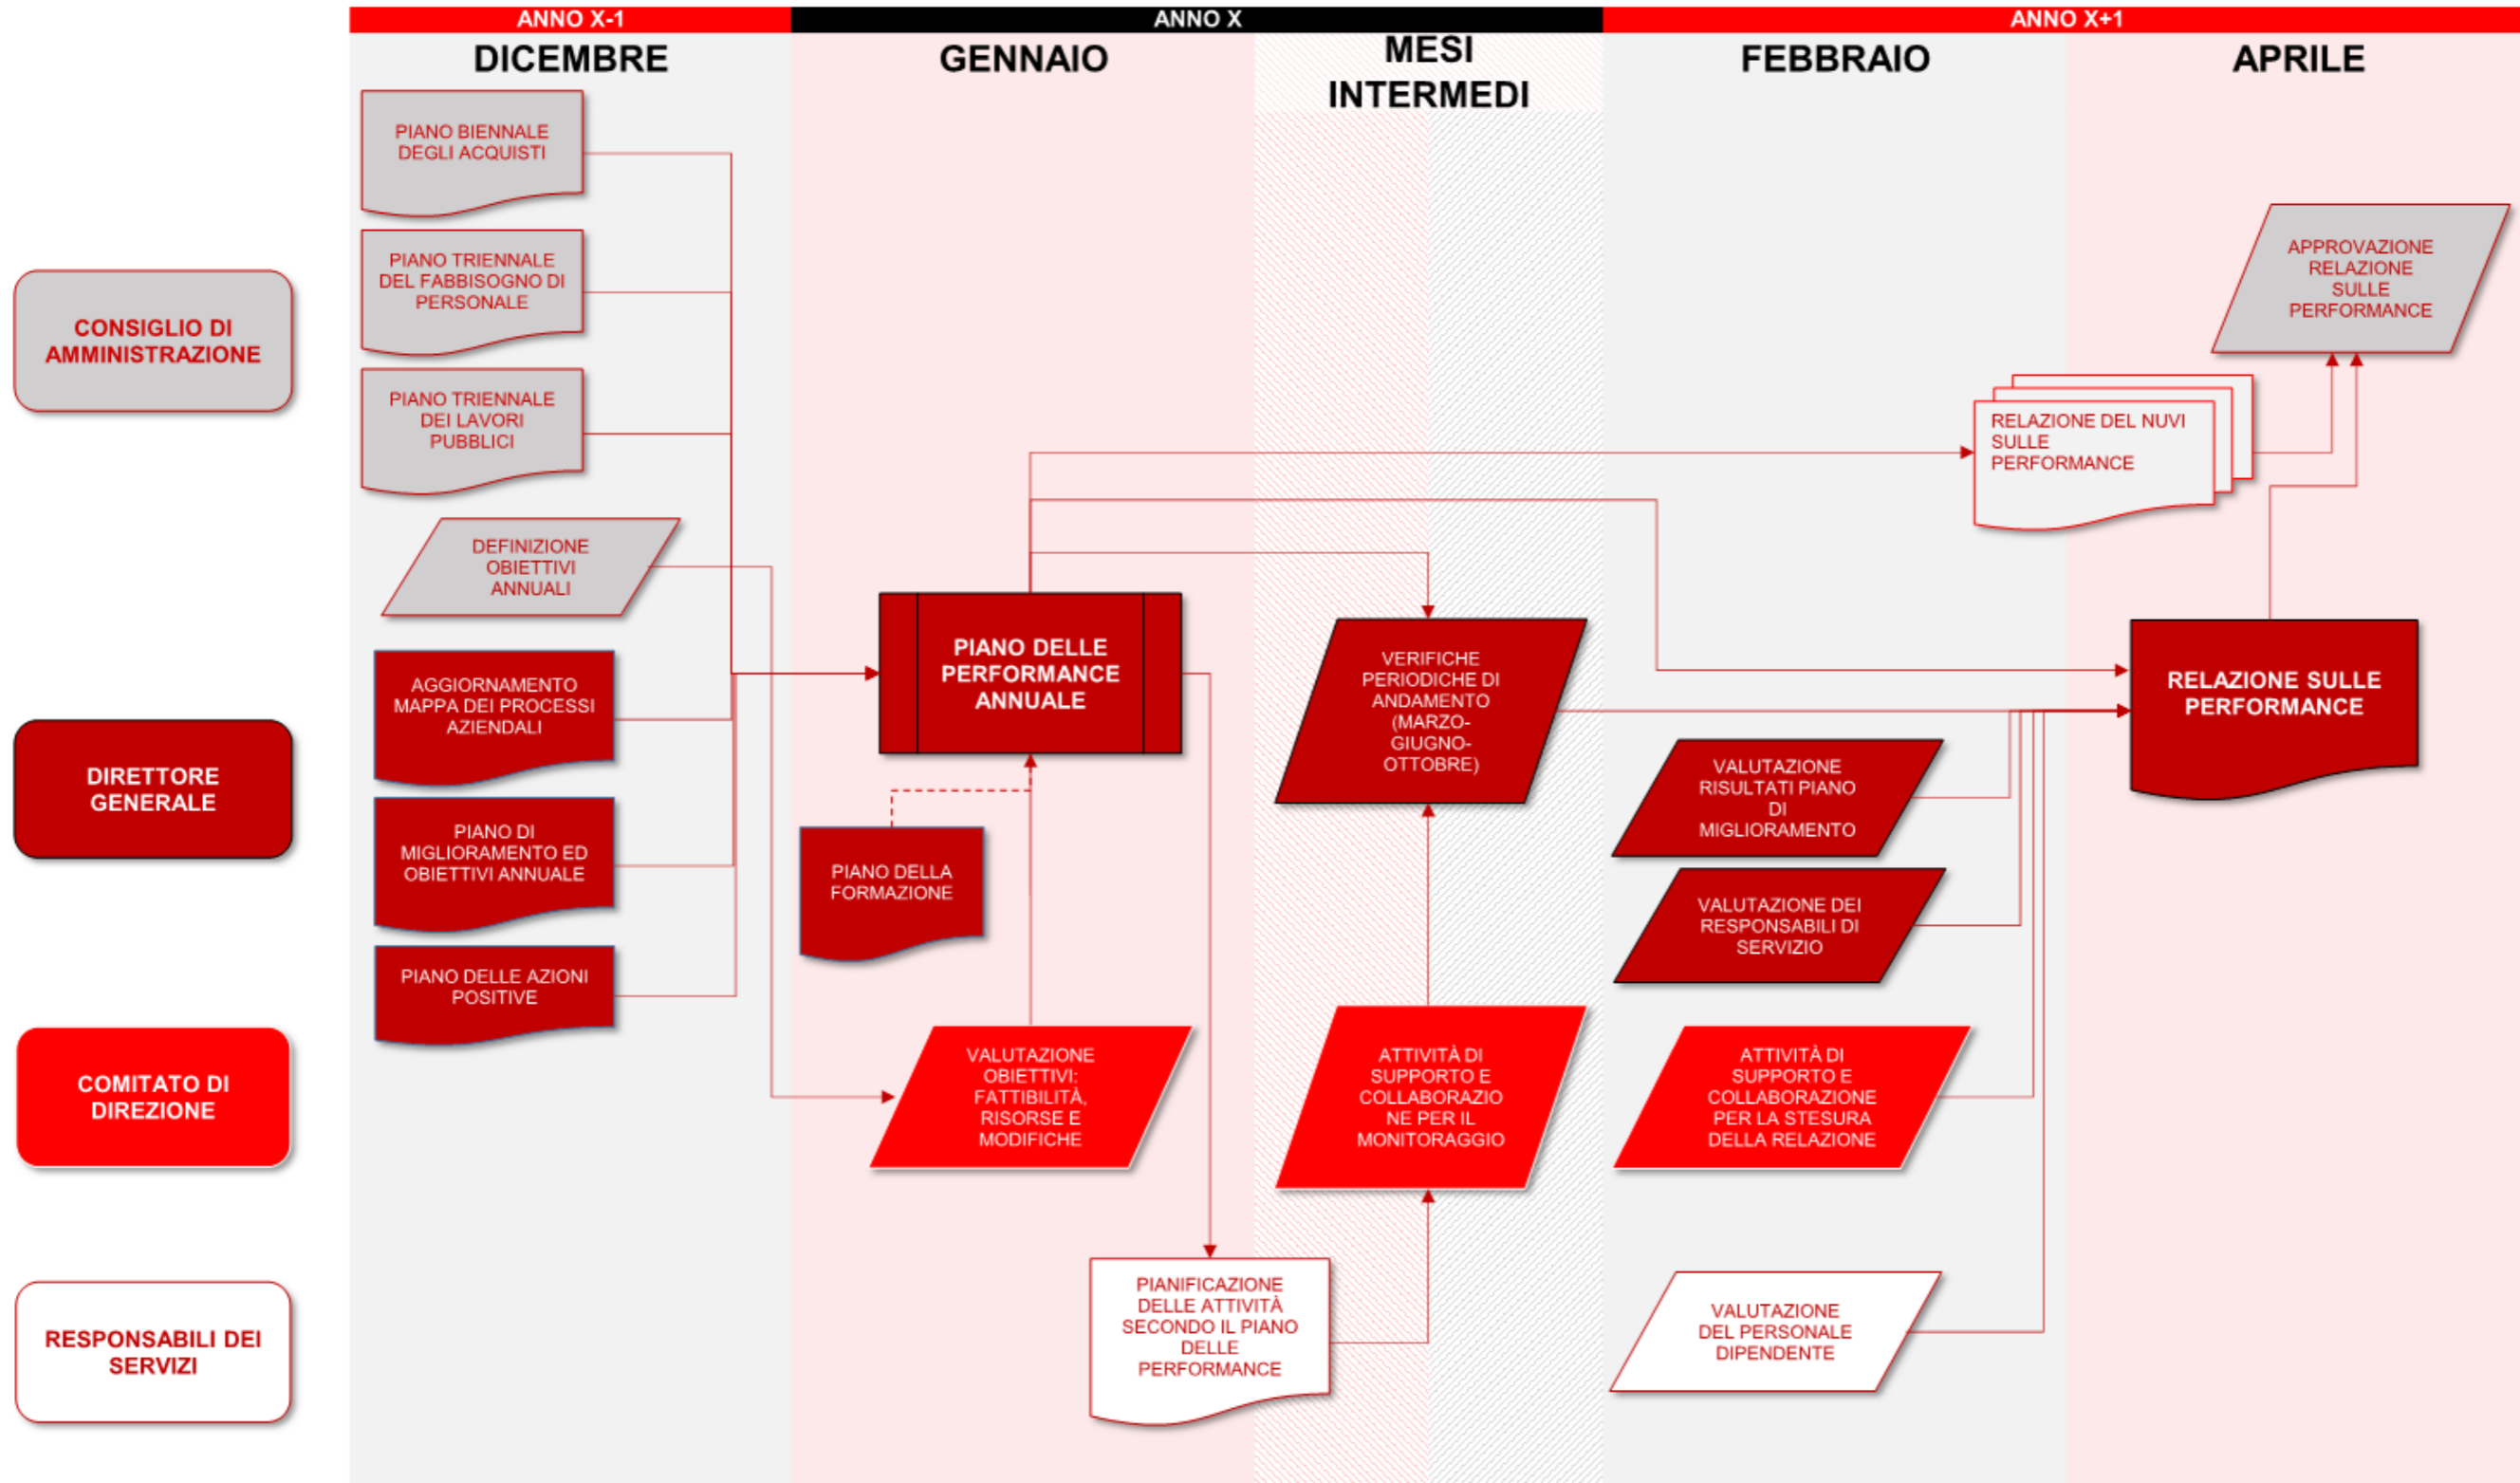 ANNO X-1
ANNO X
ANNO X+1
DICEMBRE
GENNAIO
MESI
INTERMEDI
FEBBRAIO
APRILE
CONSIGLIO DI
AMMINISTRAZIONE
DIRETTORE
GENERALE
COMITATO DI
DIREZIONE
RESPONSABILI DEI
SERVIZI
PIANO BIENNALE
DEGLI ACQUISTI
PIANO TRIENNALE
DEL FABBISOGNO DI
PERSONALE
PIANO TRIENNALE
DEI LAVORI
PUBBLICI
DEFINIZIONE
OBIETTIVI
ANNUALI
AGGIORNAMENTO
MAPPA DEI PROCESSI
AZIENDALI
PIANO DI
MIGLIORAMENTO ED
OBIETTIVI ANNUALE
PIANO DELLE AZIONI
POSITIVE
PIANO DELLE
PERFORMANCE
ANNUALE
PIANO DELLA
FORMAZIONE
VALUTAZIONE
OBIETTIVI:
FATTIBILITÀ,
RISORSE E
MODIFICHE
PIANIFICAZIONE
DELLE ATTIVITÀ
SECONDO IL PIANO
DELLE
PERFORMANCE
VERIFICHE
PERIODICHE DI
ANDAMENTO
(MARZO-
GIUGNO-
OTTOBRE)
ATTIVITÀ DI
SUPPORTO E
COLLABORAZIO
NE PER IL
MONITORAGGIO
VALUTAZIONE
RISULTATI PIANO
DI
MIGLIORAMENTO
VALUTAZIONE DEI
RESPONSABILI DI
SERVIZIO
ATTIVITÀ DI
SUPPORTO E
COLLABORAZIONE
PER LA STESURA
DELLA RELAZIONE
VALUTAZIONE
DEL PERSONALE
DIPENDENTE
RELAZIONE DEL NUVI
SULLE
PERFORMANCE
APPROVAZIONE
RELAZIONE
SULLE
PERFORMANCE
RELAZIONE SULLE
PERFORMANCE